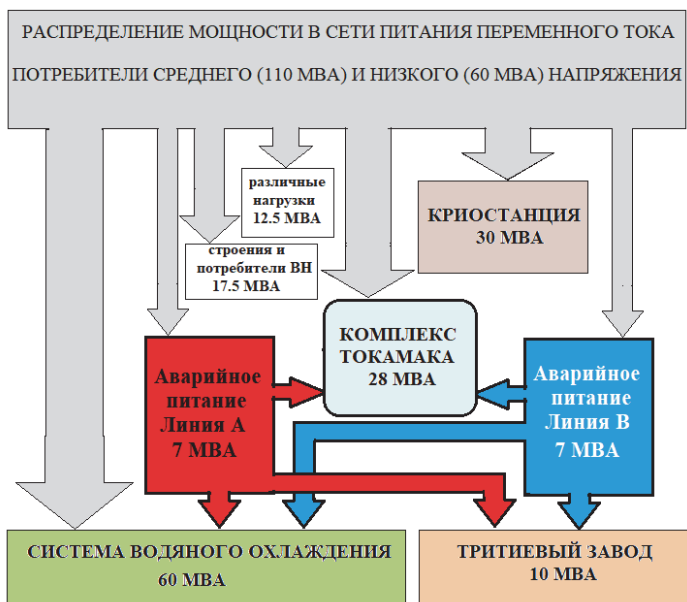 РАСПРЕДЕЛЕНИЕ МОЩНОСТИ В СЕТИ ПИТАНИЯ ПЕРЕМЕННОГО ТОКА
ПОТРЕБИТЕЛИ СРЕДНЕГО (110 МВА) И НИЗКОГО (60 МВА) НАПРЯЖЕНИЯ
различные
нагрузки
12.5 МВА
строения и
потребители ВН
17.5 МВА
КРИОСТАНЦИЯ
30 МВА
КОМПЛЕКС
ТОКАМАКА
28 МВА
Аварийное
питание
Линия А
7 МВА
Аварийное
питание
Линия В
7 МВА
СИСТЕМА ВОДЯНОГО ОХЛАЖДЕНИЯ
60 МВА
ТРИТИЕВЫЙ ЗАВОД
10 МВА